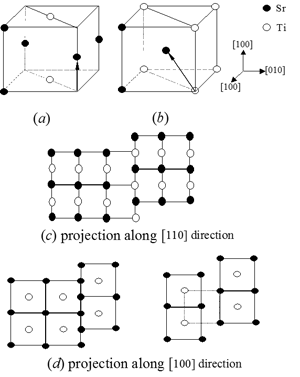 Sr
Ti
[100]
[010]
[100]
(a)
(b)
(c) projection along [110] direction
(d) projection along [100] direction